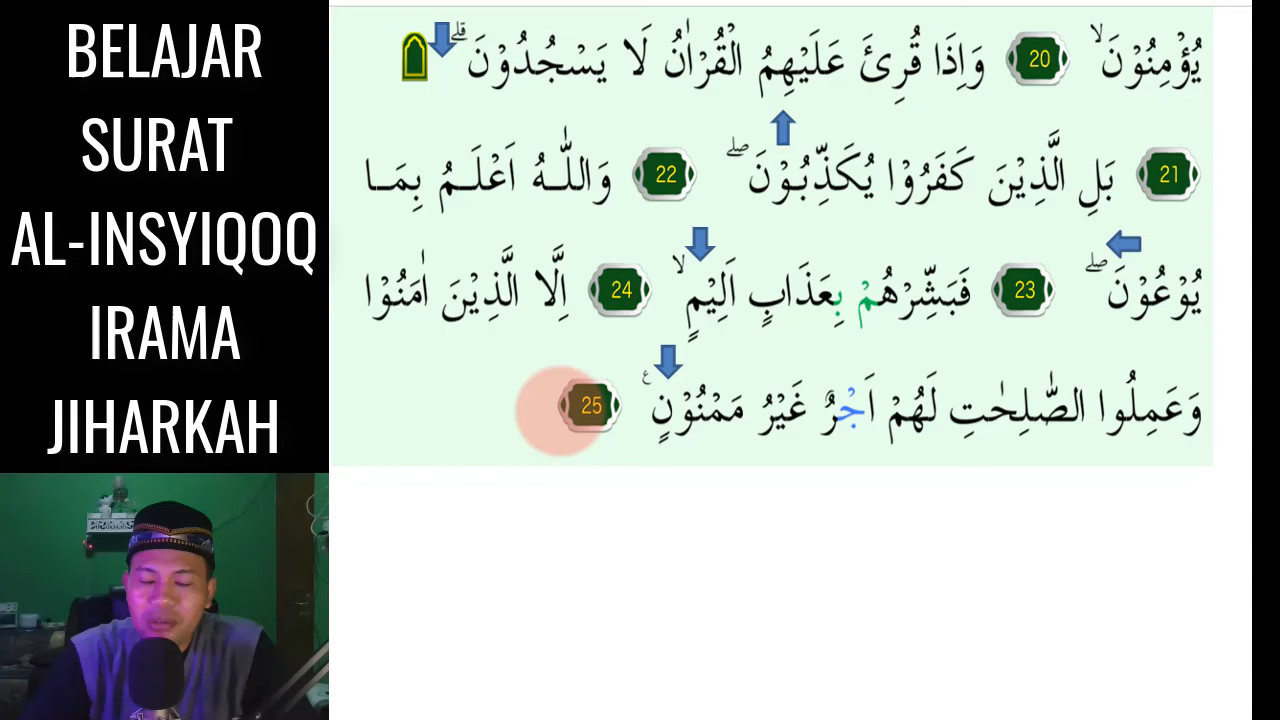 BELAJAR
SURAT
AL-INSYIQOQ
IRAMA
JIHARKAH
يُؤْمِنُوْنَ ۙ 20 وَاِذَا قُرِئَ عَلَيْهِمُ الْقُرْاٰنُ لَا يَسْجُدُوْنَ ۗ ۩
21 بَلِ الَّذِيْنَ كَفَرُوْا يُكَذِّبُوْنَ ۖ 22 وَاللّٰهُ اَعْلَمُ بِمَا
يُوْعُوْنَ ۖ 23 فَبَشِّرْهُمْ بِعَذَابٍ اَلِيْمٍ ۙ 24 اِلَّا الَّذِيْنَ اٰمَنُوْا
وَعَمِلُوا الصّٰلِحٰتِ لَهُمْ اَجْرٌ غَيْرُ مَمْنُوْنٍ ࣖ 25